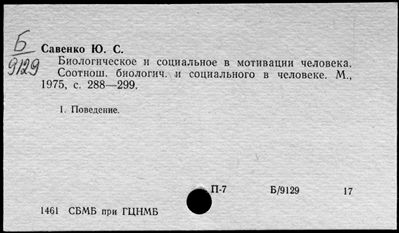 Б
9129
Савенко Ю. С.
Биологическое и социальное в мотивации человека.
Соотнош. биологич. и социального в человеке. М.,
1975, с. 288—299.
1. Поведение.
П-7 Б/9129 17
1461 СБМБ при ГЦНМБ